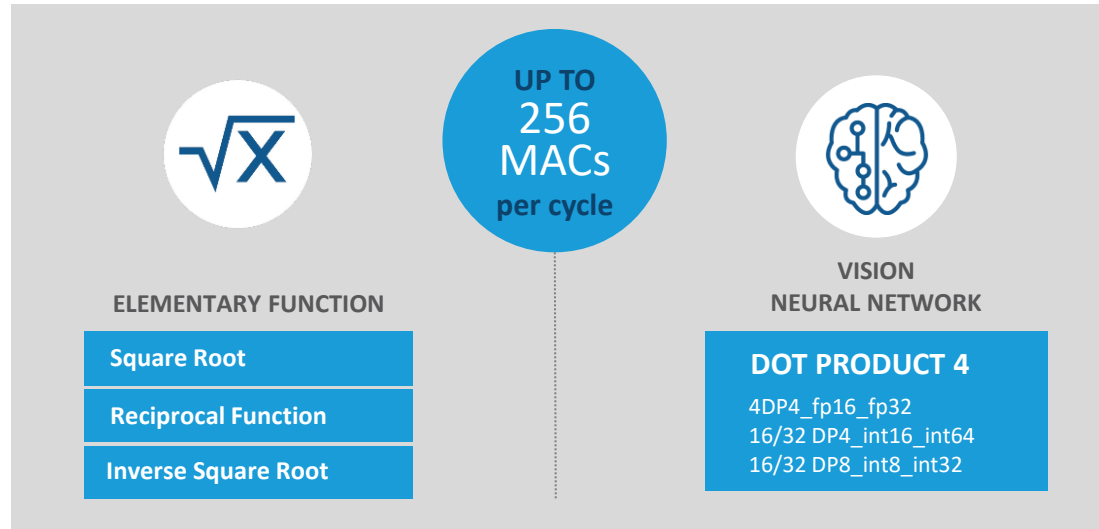 √X
UP TO
256
MACs
per cycle
ELEMENTARY FUNCTION
Square Root
Reciprocal Function
Inverse Square Root
VISION
NEURAL NETWORK
DOT PRODUCT 4
4DP4_fp16_fp32
16/32 DP4_int16_int64
16/32 DP8_int8_int32